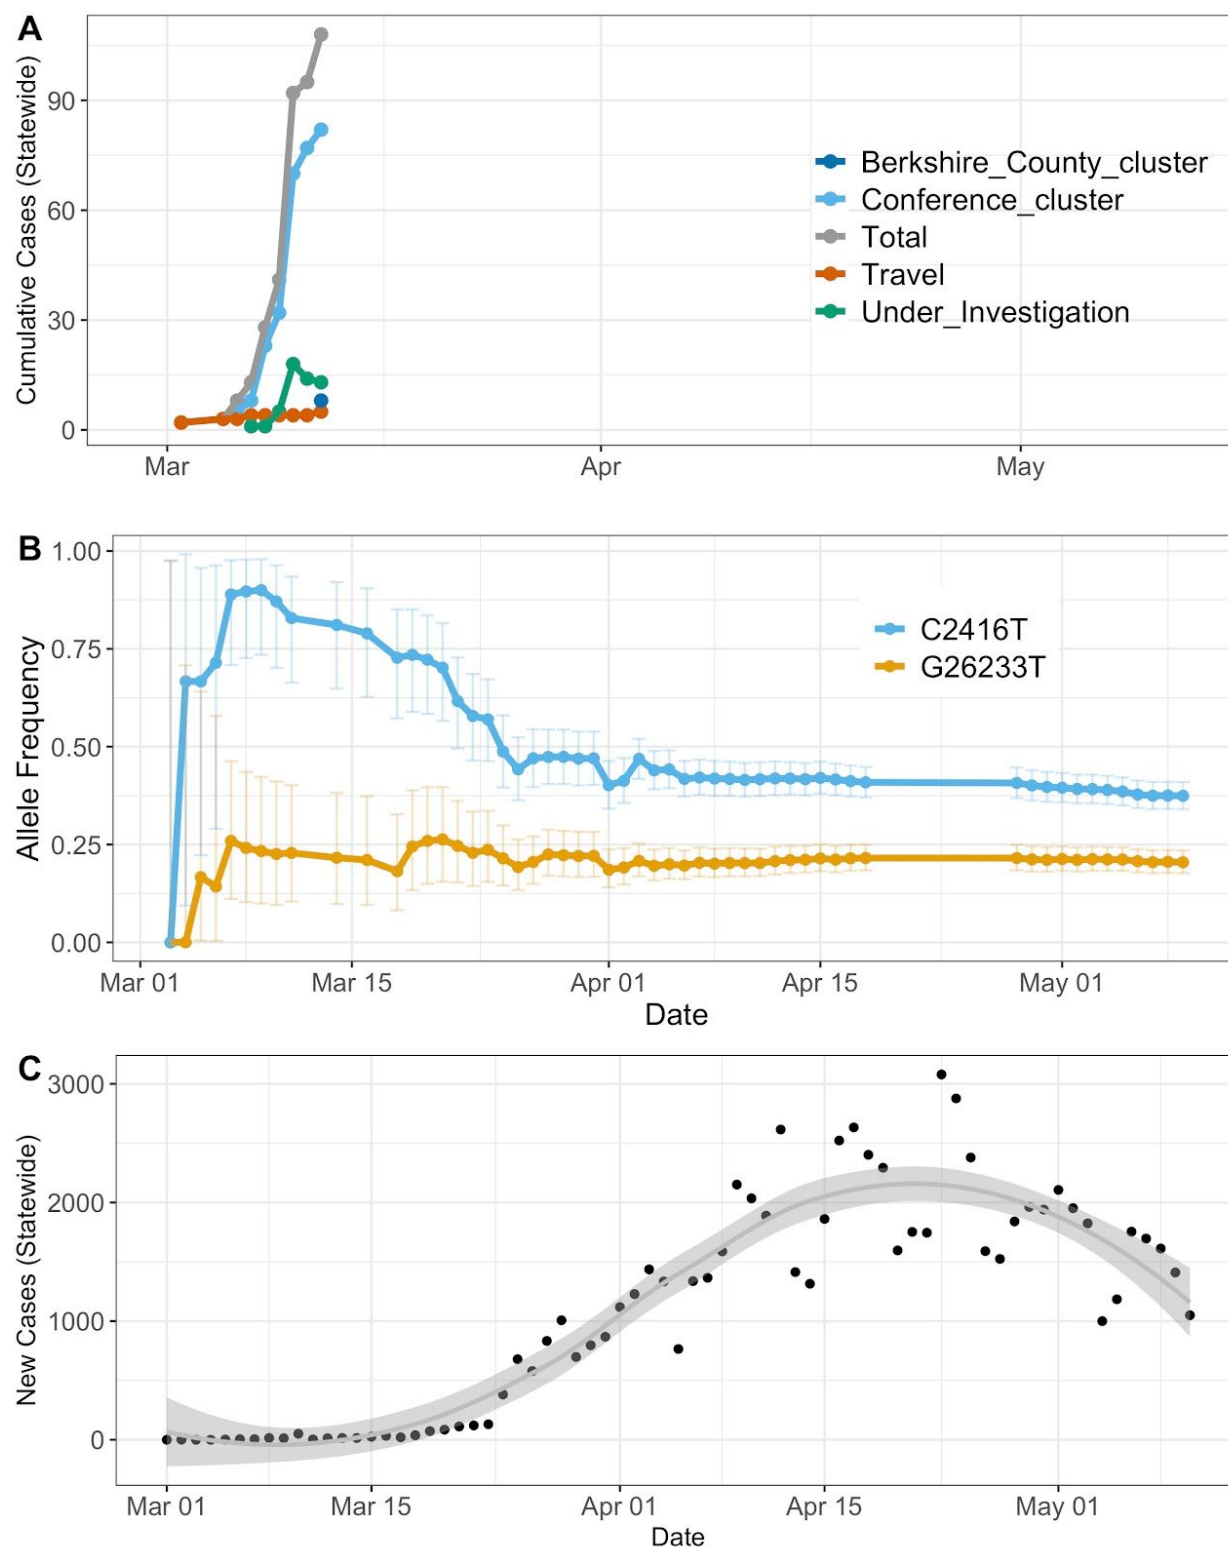 A
Cumulative Cases (Statewide)
90
60
30
0
Mar
Apr
May
Berkshire_County_cluster
Conference_cluster
Total
Travel
Under_Investigation
B
Allele Frequency
1.00
0.75
0.50
0.25
0.00
Mar 01
Mar 15
Apr 01
Apr 15
May 01
Date
C2416T
G26233T
C
New Cases (Statewide)
3000
2000
1000
0
Mar 01
Mar 15
Apr 01
Apr 15
May 01
Date